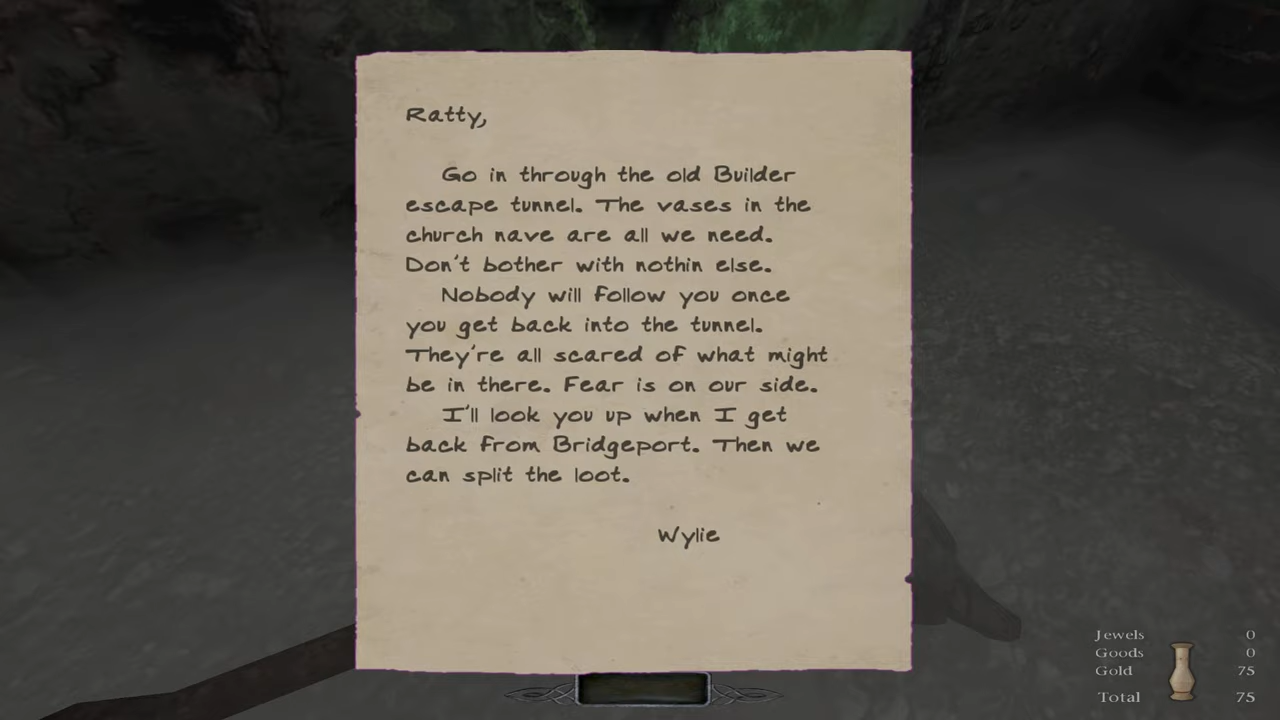 Ratty,
Go in through the old Builder
escape tunnel. The vases in the
church nave are all we need.
Don't bother with nothin else.
Nobody will follow you once
you get back into the tunnel.
They're all scared of what might
be in there. Fear is on our side.
I'll look you up when I get
back from Bridgeport. Then we
can split the loot.
Wylie
Jewels 0
Goods 0
Gold 75
Total 75